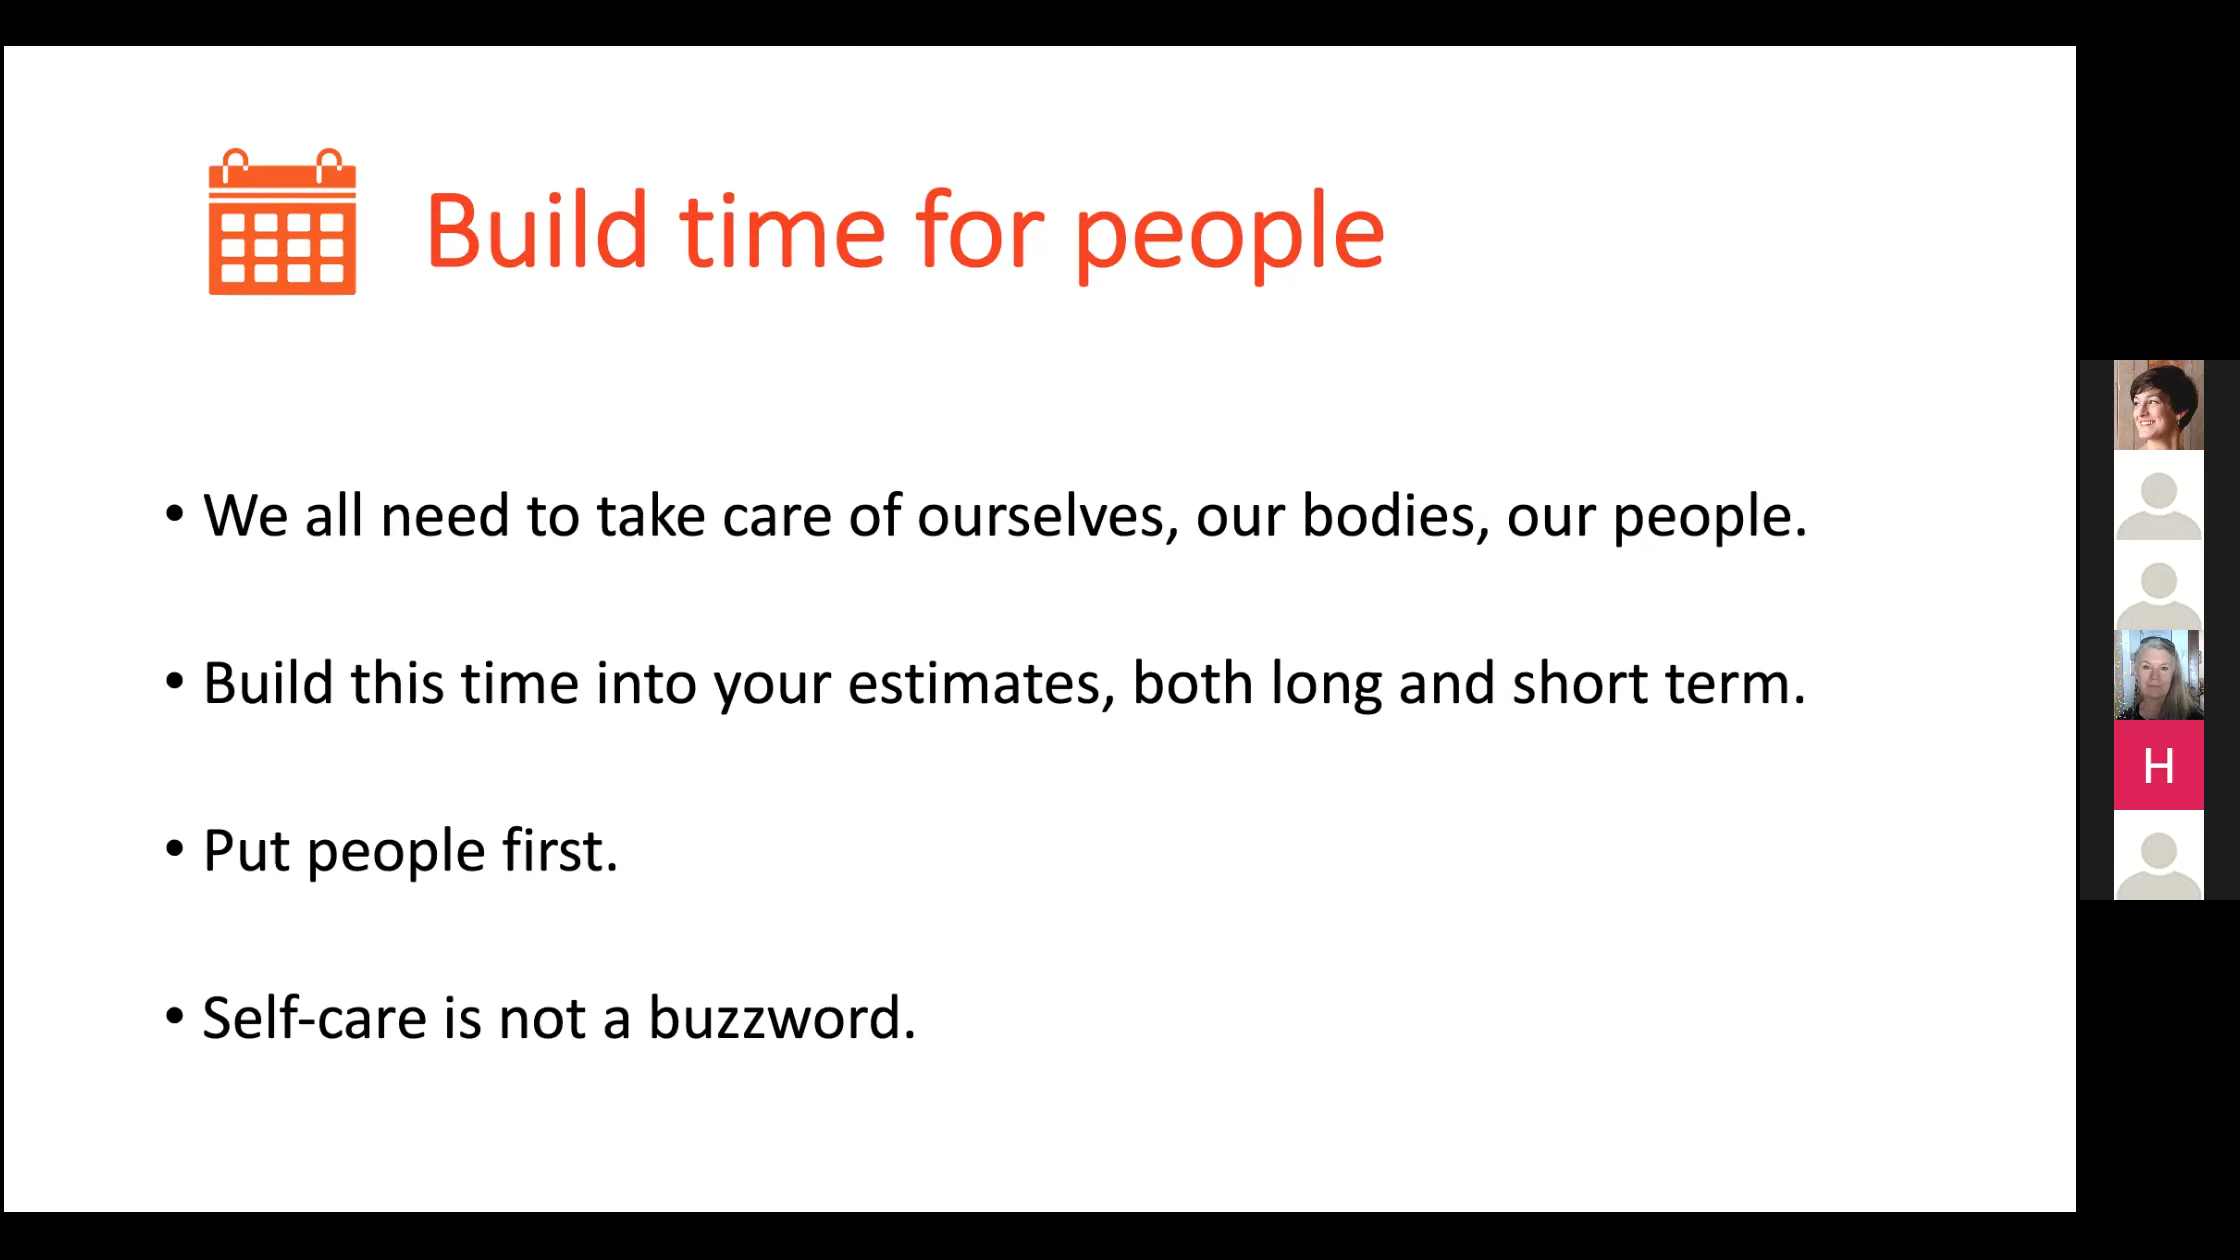 Build time for people
• We all need to take care of ourselves, our bodies, our people.
• Build this time into your estimates, both long and short term.
• Put people first.
• Self-care is not a buzzword.
H